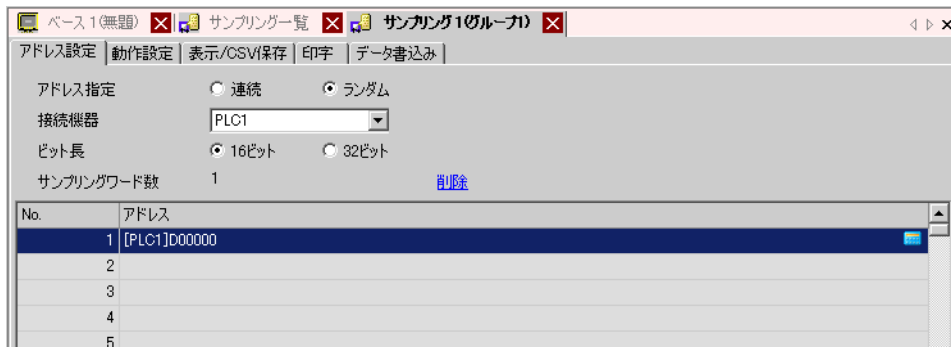 ベース 1(無題) サンプリング一覧 サンプリング 1(グループ1)
アドレス設定 動作設定 表示/CSV保存 印字 データ書込み
アドレス指定 連続 ランダム
接続機器 PLC1
ビット長 16ビット 32ビット
サンプリングワード数 1 削除
No. アドレス
1 [PLC1]D00000
2
3
4
5